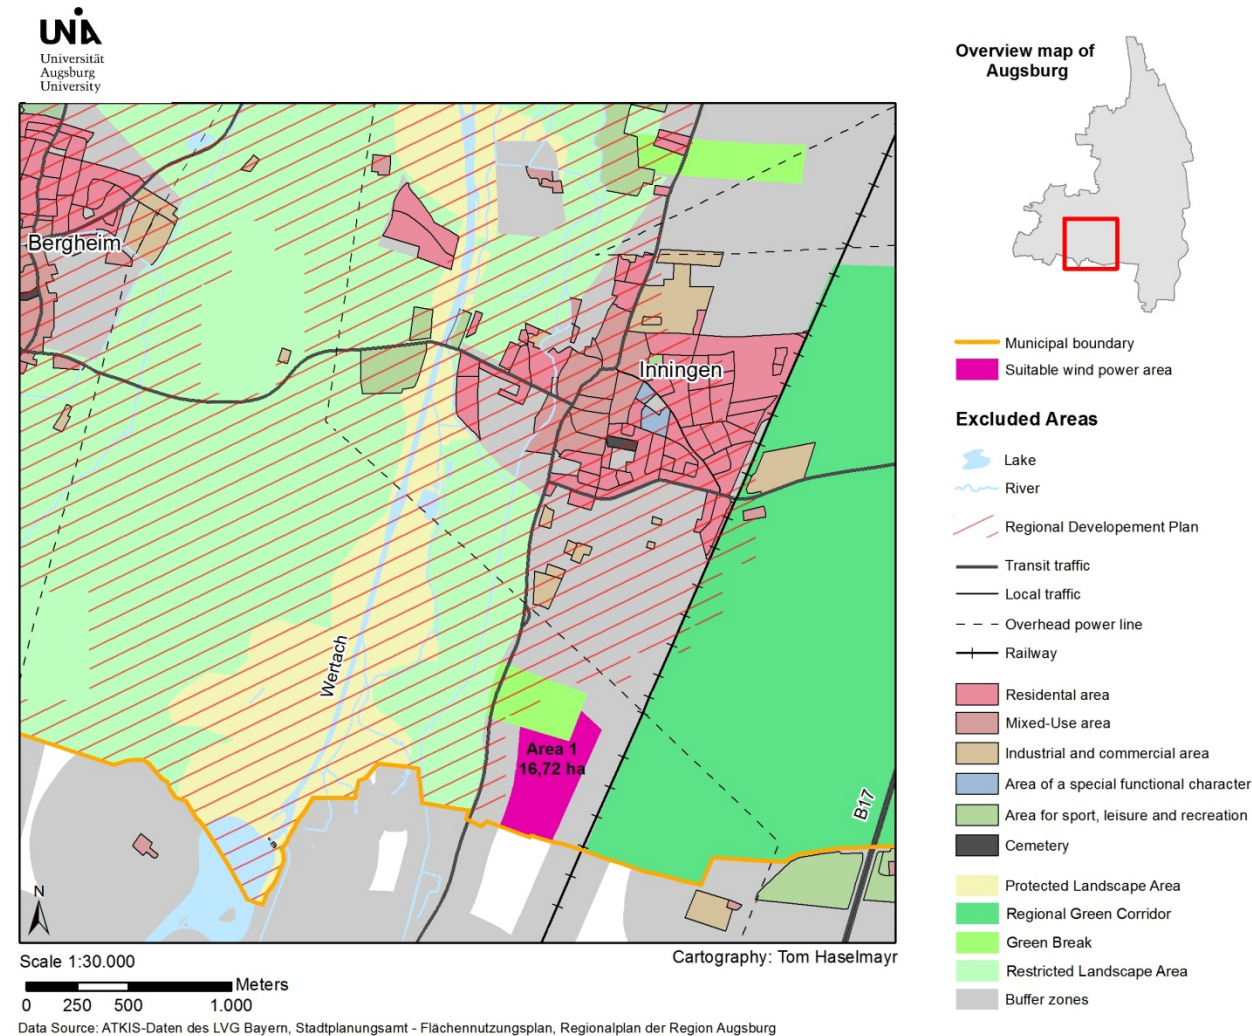 UNIA
Universität
Augsburg
University
Overview map of
Augsburg
Bergheim
Inningen
Wertach
Area 1
16,72 ha
B17
N
Municipal boundary
Suitable wind power area
Excluded Areas
Lake
River
Regional Developement Plan
Transit traffic
Local traffic
Overhead power line
Railway
Residental area
Mixed-Use area
Industrial and commercial area
Area of a special functional character
Area for sport, leisure and recreation
Cemetery
Protected Landscape Area
Regional Green Corridor
Green Break
Restricted Landscape Area
Buffer zones
Scale 1:30.000
Cartography: Tom Haselmayr
Meters
0 250 500 1.000
Data Source: ATKIS-Daten des LVG Bayern, Stadtplanungsamt - Flächennutzungsplan, Regionalplan der Region Augsburg